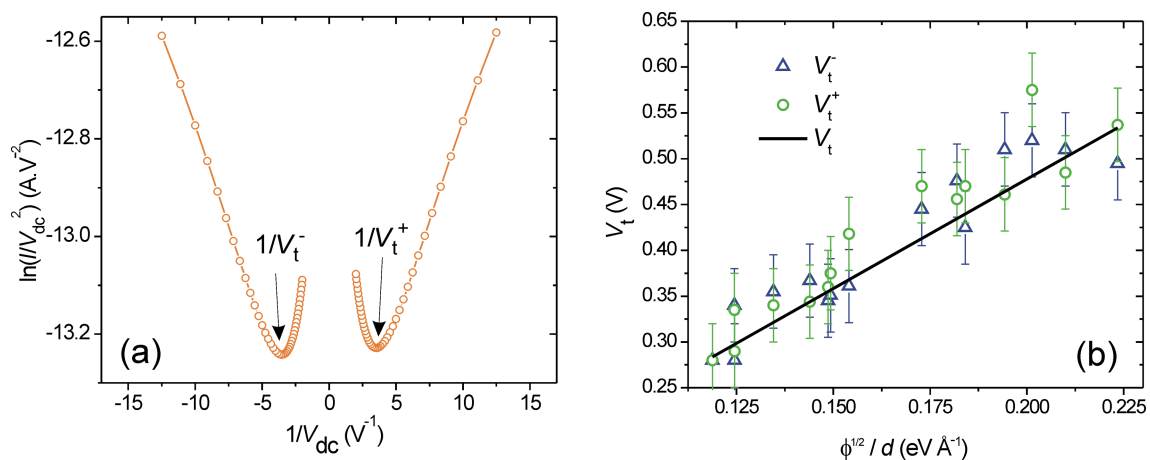 -12.6
-12.8
-13.0
-13.2
ln(I/V_dc^2) (A.V^-2)
1/V_t^-
1/V_t^+
(a)
-15 -10 -5 0 5 10 15
1/V_dc (V^-1)
0.65
0.60
0.55
0.50
0.45
0.40
0.35
0.30
0.25
V_t (V)
V_t^-
V_t^+
V_t
(b)
0.125 0.150 0.175 0.200 0.225
ϕ^1/2 / d (eV Å^-1)